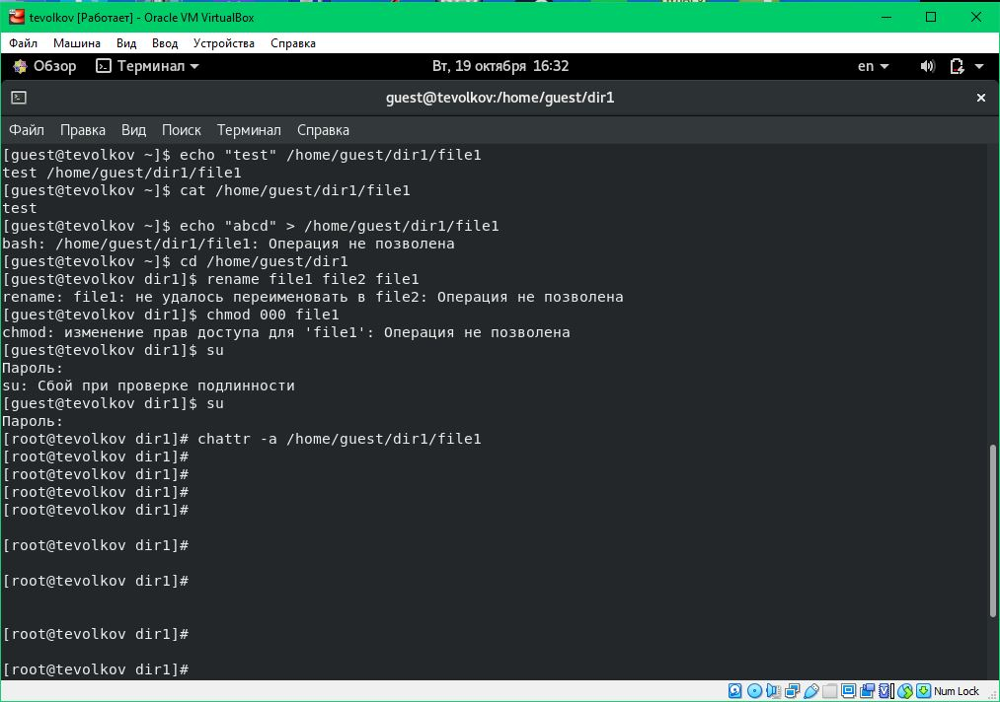 tevolkov [Работает] - Oracle VM VirtualBox
Файл Машина Вид Ввод Устройства Справка
Обзор Терминал Вт, 19 октября 16:32 en
guest@tevolkov:/home/guest/dir1
Файл Правка Вид Поиск Терминал Справка
[guest@tevolkov ~]$ echo "test" /home/guest/dir1/file1
test /home/guest/dir1/file1
[guest@tevolkov ~]$ cat /home/guest/dir1/file1
test
[guest@tevolkov ~]$ echo "abcd" > /home/guest/dir1/file1
bash: /home/guest/dir1/file1: Операция не позволена
[guest@tevolkov ~]$ cd /home/guest/dir1
[guest@tevolkov dir1]$ rename file1 file2 file1
rename: file1: не удалось переименовать в file2: Операция не позволена
[guest@tevolkov dir1]$ chmod 000 file1
chmod: изменение прав доступа для 'file1': Операция не позволена
[guest@tevolkov dir1]$ su
Пароль:
su: Сбой при проверке подлинности
[guest@tevolkov dir1]$ su
Пароль:
[root@tevolkov dir1]# chattr -a /home/guest/dir1/file1
[root@tevolkov dir1]#
[root@tevolkov dir1]#
[root@tevolkov dir1]#
[root@tevolkov dir1]#
[root@tevolkov dir1]#
[root@tevolkov dir1]#
[root@tevolkov dir1]#
[root@tevolkov dir1]#
Num Lock